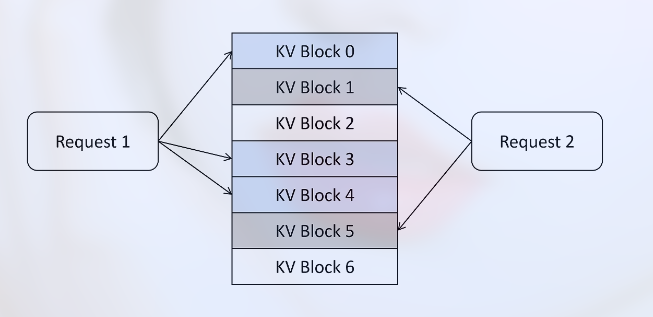 KV Block 0
KV Block 1
KV Block 2
Request 1
Request 2
KV Block 3
KV Block 4
KV Block 5
KV Block 6